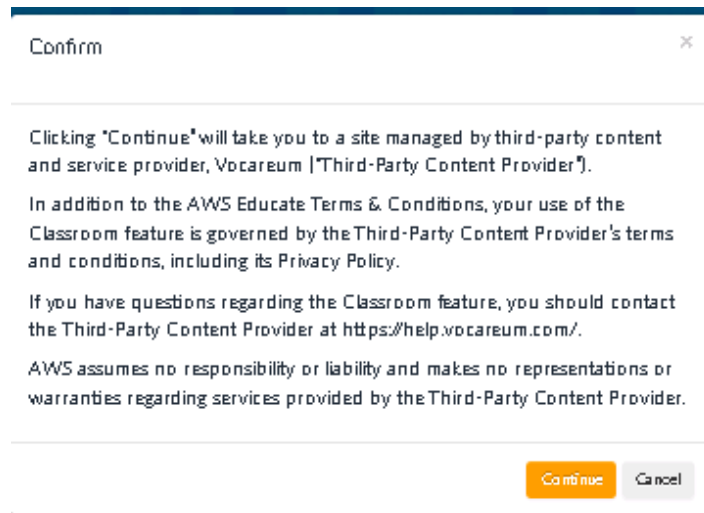 Confirm
×
Clicking "Continue" will take you to a site managed by third-party content
and service provider, Vocareum ("Third-Party Content Provider").
In addition to the AWS Educate Terms & Conditions, your use of the
Classroom feature is governed by the Third-Party Content Provider's terms
and conditions, including its Privacy Policy.
If you have questions regarding the Classroom feature, you should contact
the Third-Party Content Provider at https://help.vocareum.com/.
AWS assumes no responsibility or liability and makes no representations or
warranties regarding services provided by the Third-Party Content Provider.
Continue Cancel